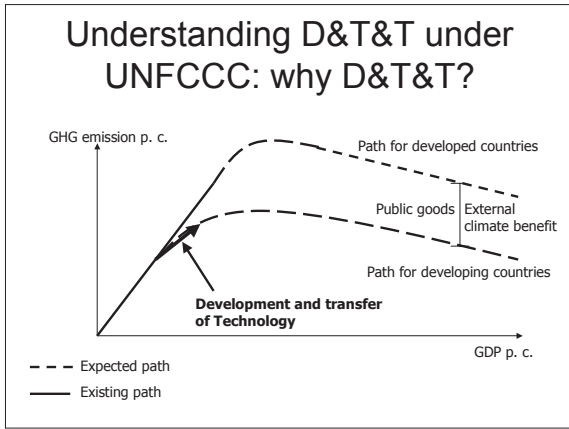 Understanding D&T&T under
UNFCCC: why D&T&T?
GHG emission p. c.
Path for developed countries
Public goods
External
climate benefit
Path for developing countries
Development and transfer
of Technology
GDP p. c.
Expected path
Existing path